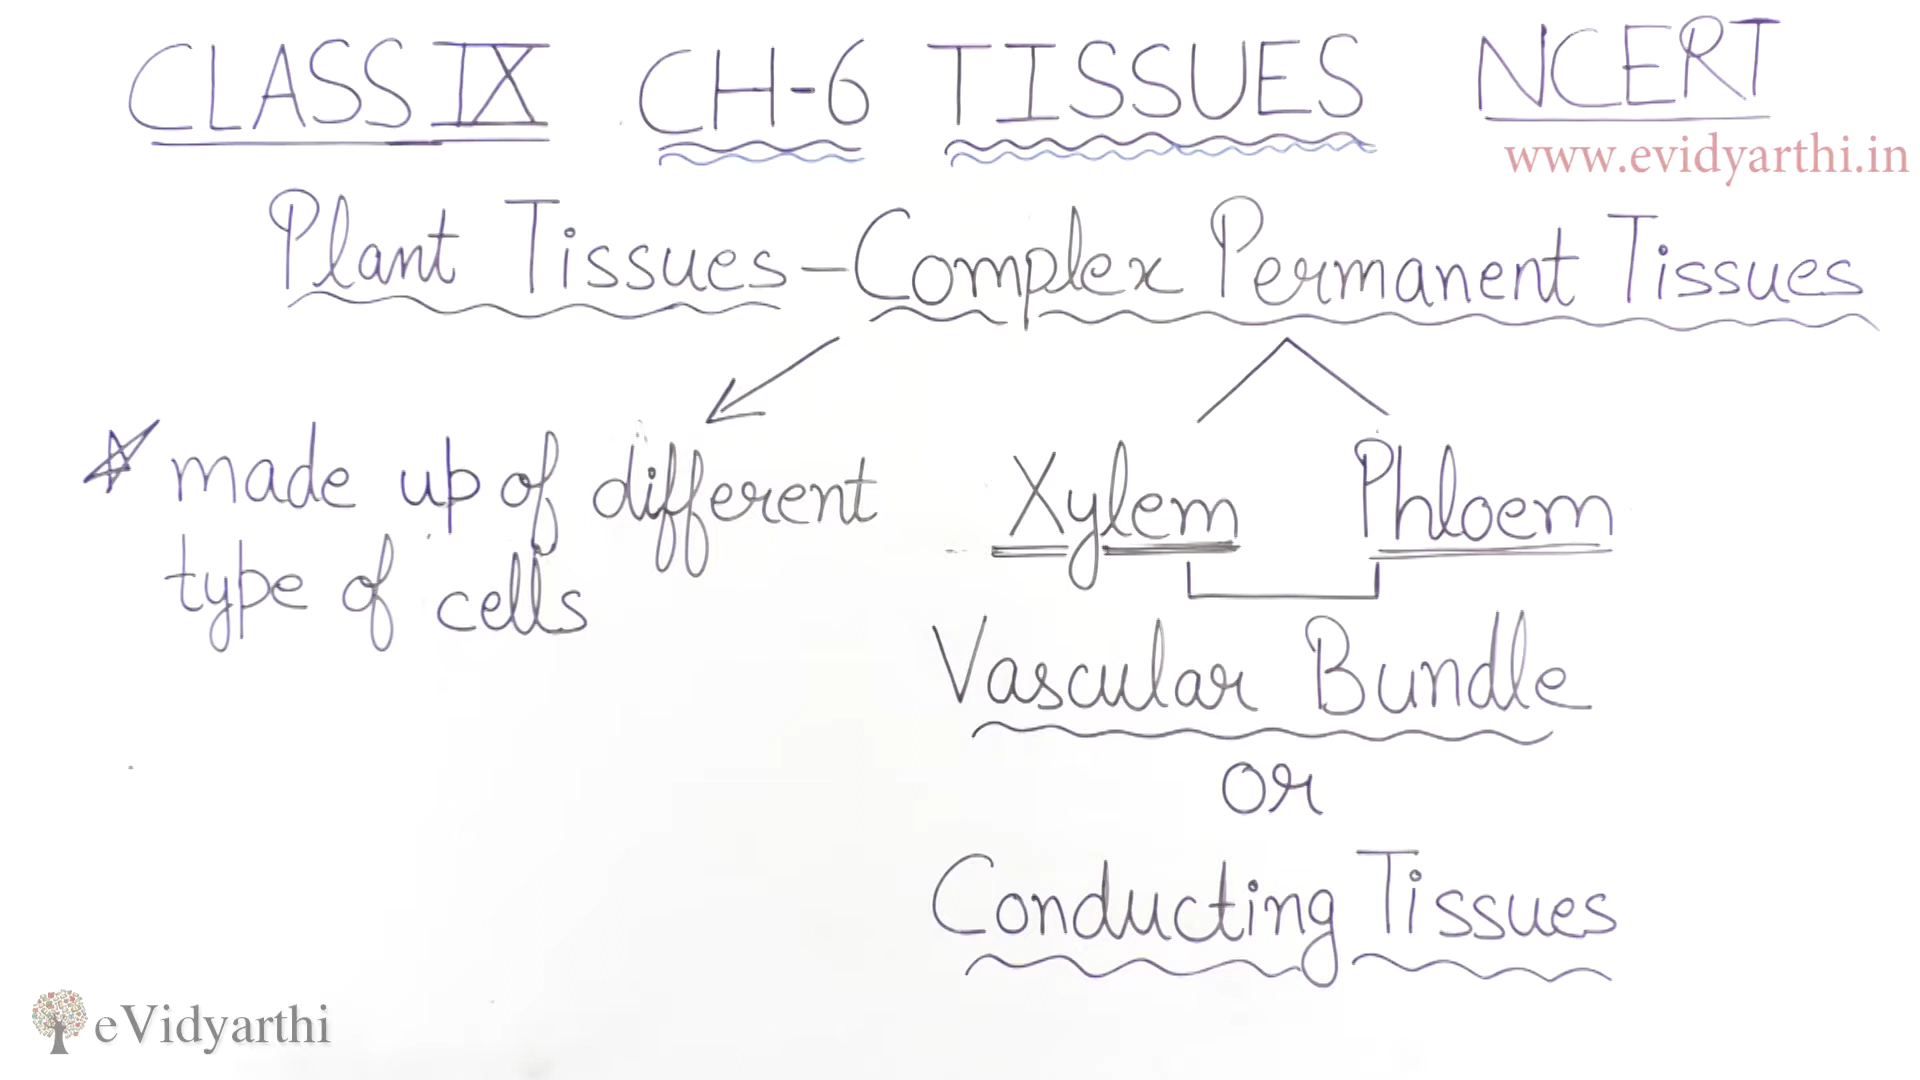 CLASS IX CH-6 TISSUES NCERT
www.evidyarthi.in
Plant Tissues - Complex Permanent Tissues
made up of different
type of cells
Xylem Phloem
Vascular Bundle
or
Conducting Tissues
eVidyarthi